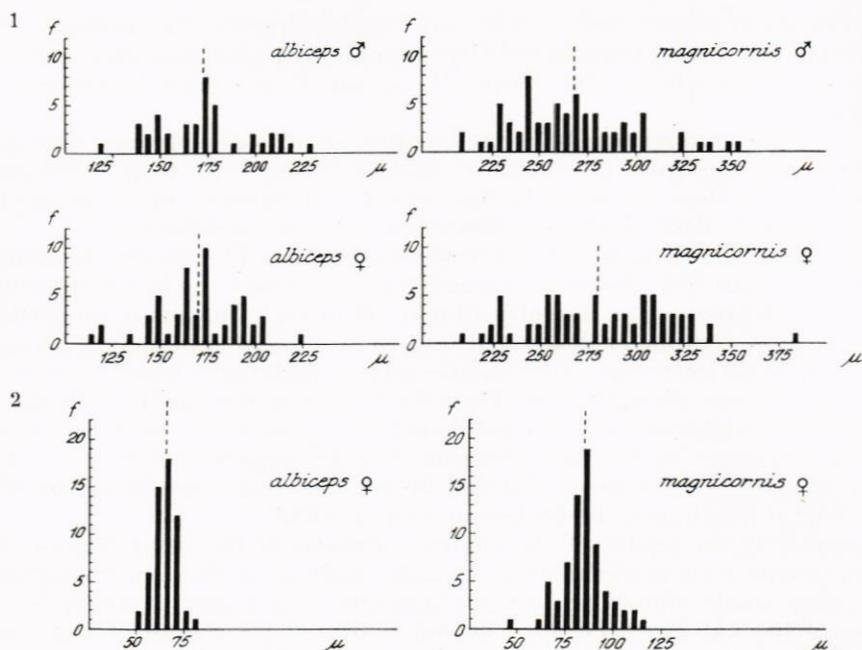 1
f
10
5
0
albiceps ♂
125 150 175 200 225 μ
f
10
5
0
magnicornis ♂
225 250 275 300 325 350 μ
f
10
5
0
albiceps ♀
125 150 175 200 225 μ
f
10
5
0
magnicornis ♀
225 250 275 300 325 350 375 μ
2
f
20
15
10
5
0
albiceps ♀
50 75 μ
f
20
15
10
5
0
magnicornis ♀
50 75 100 125 μ